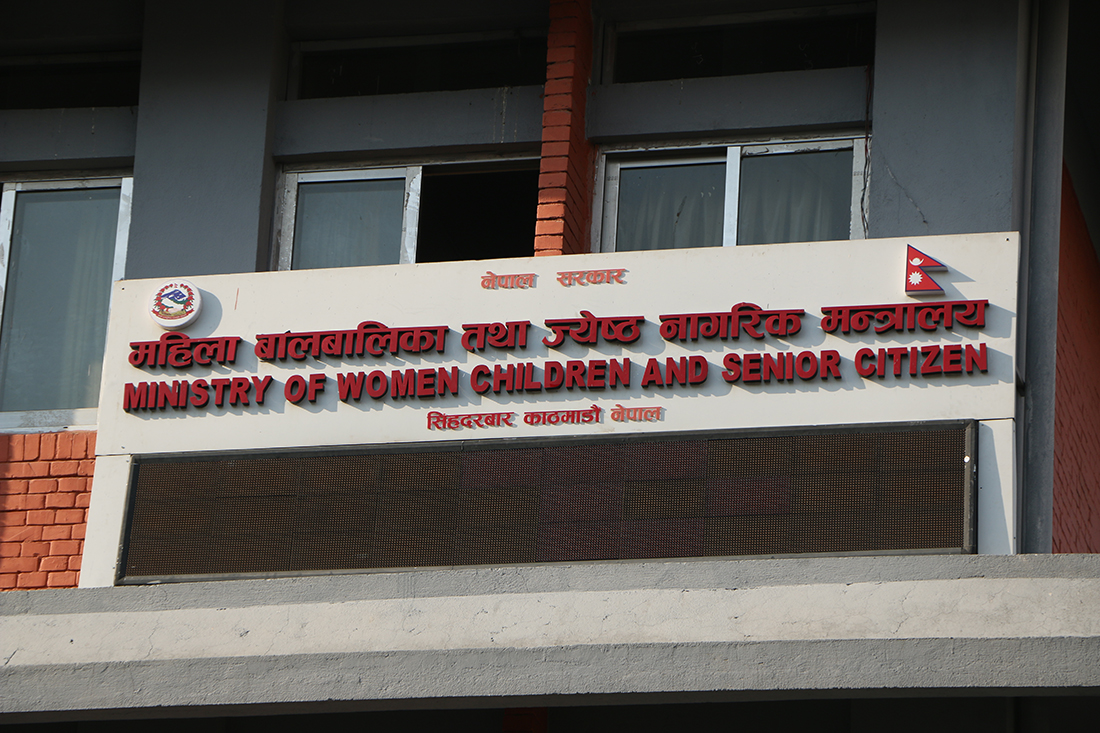 नेपाल सरकार
महिला बालबालिका तथा ज्येष्ठ नागरिक मन्त्रालय
MINISTRY OF WOMEN CHILDREN AND SENIOR CITIZEN
सिंहदरबार काठमाडौं नेपाल